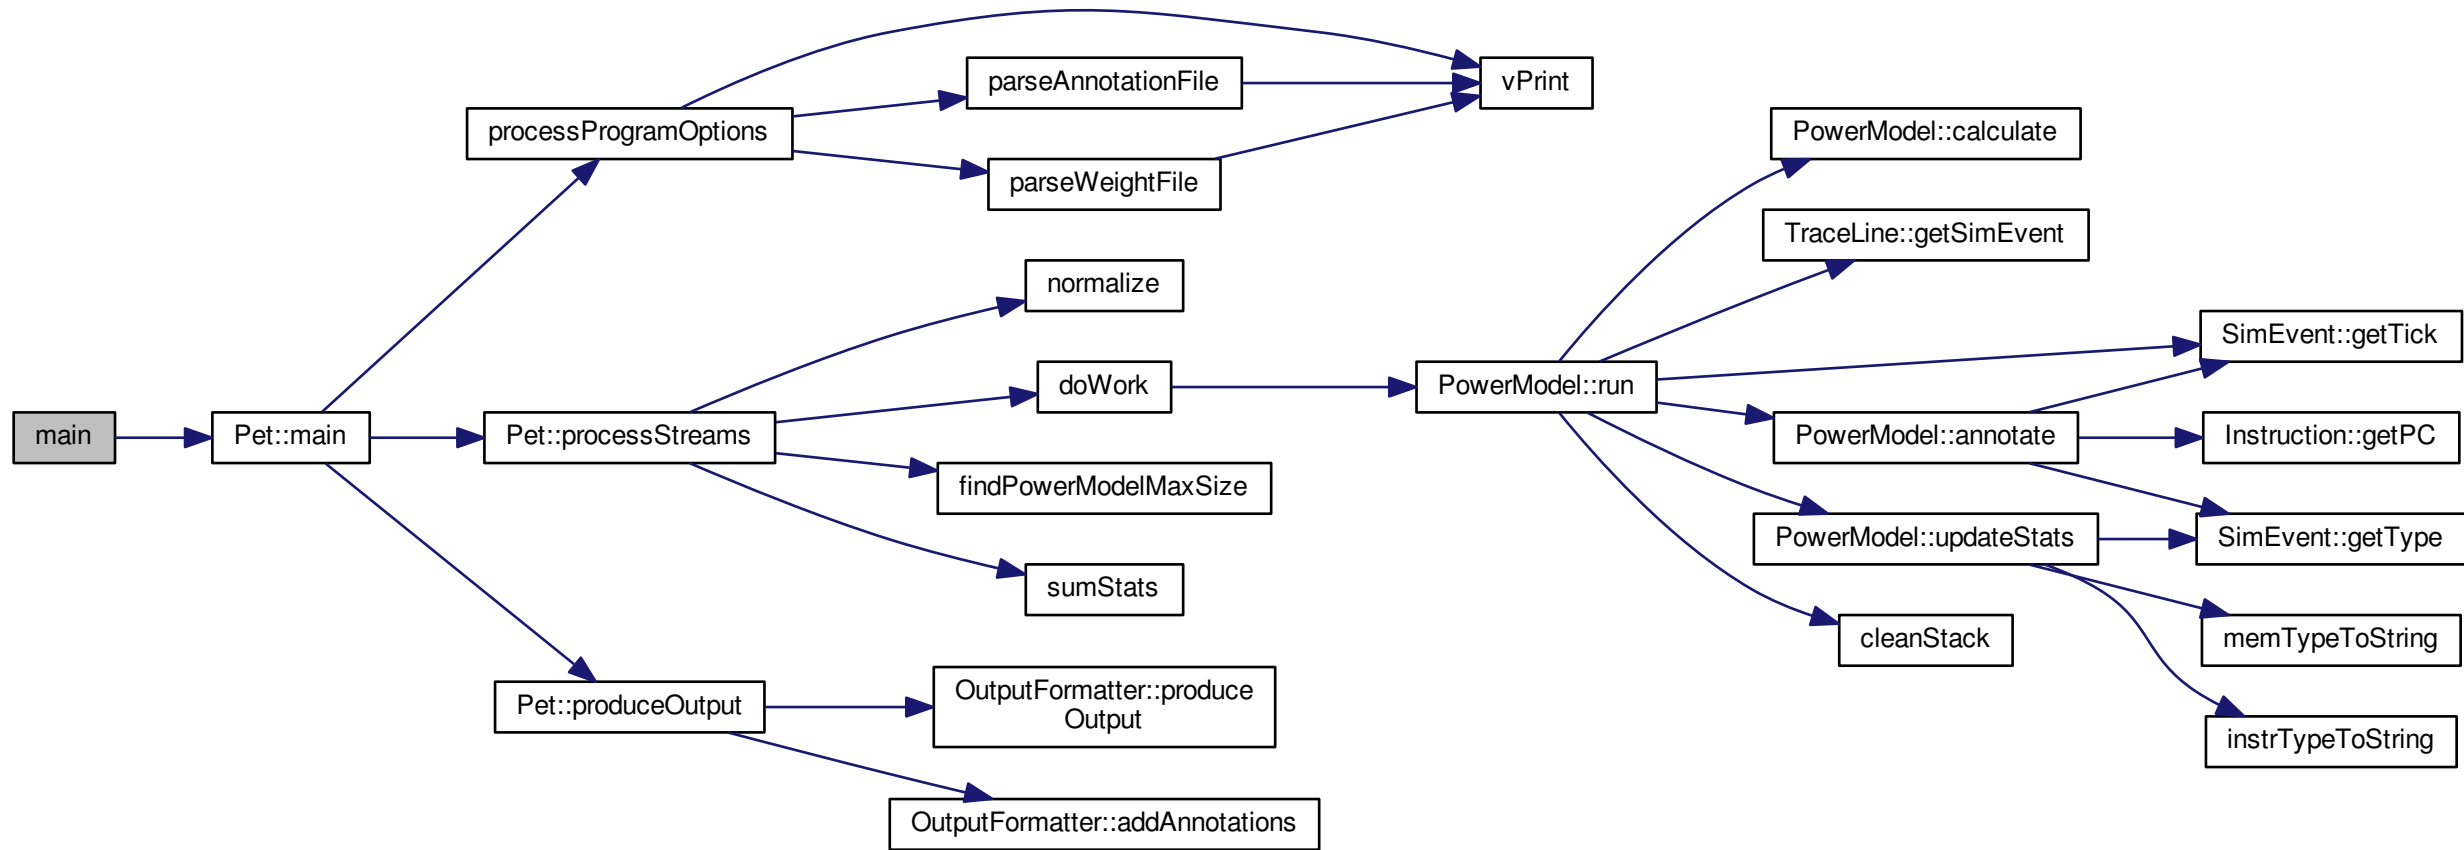 main
Pet::main
processProgramOptions
Pet::processStreams
Pet::produceOutput
parseAnnotationFile
parseWeightFile
normalize
doWork
findPowerModelMaxSize
sumStats
OutputFormatter::produce
Output
OutputFormatter::addAnnotations
vPrint
PowerModel::run
PowerModel::calculate
TraceLine::getSimEvent
PowerModel::annotate
PowerModel::updateStats
cleanStack
SimEvent::getTick
Instruction::getPC
SimEvent::getType
memTypeToString
instrTypeToString